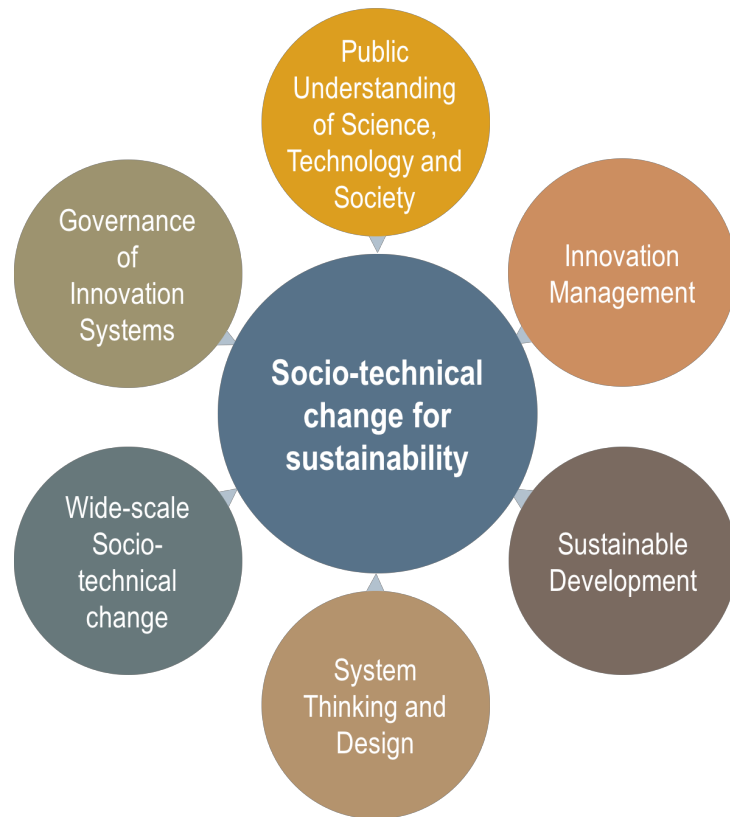 Public
Understanding
of Science,
Technology and
Society
Innovation
Management
Sustainable
Development
System
Thinking and
Design
Wide-scale
Socio-
technical
change
Governance
of
Innovation
Systems
Socio-technical
change for
sustainability